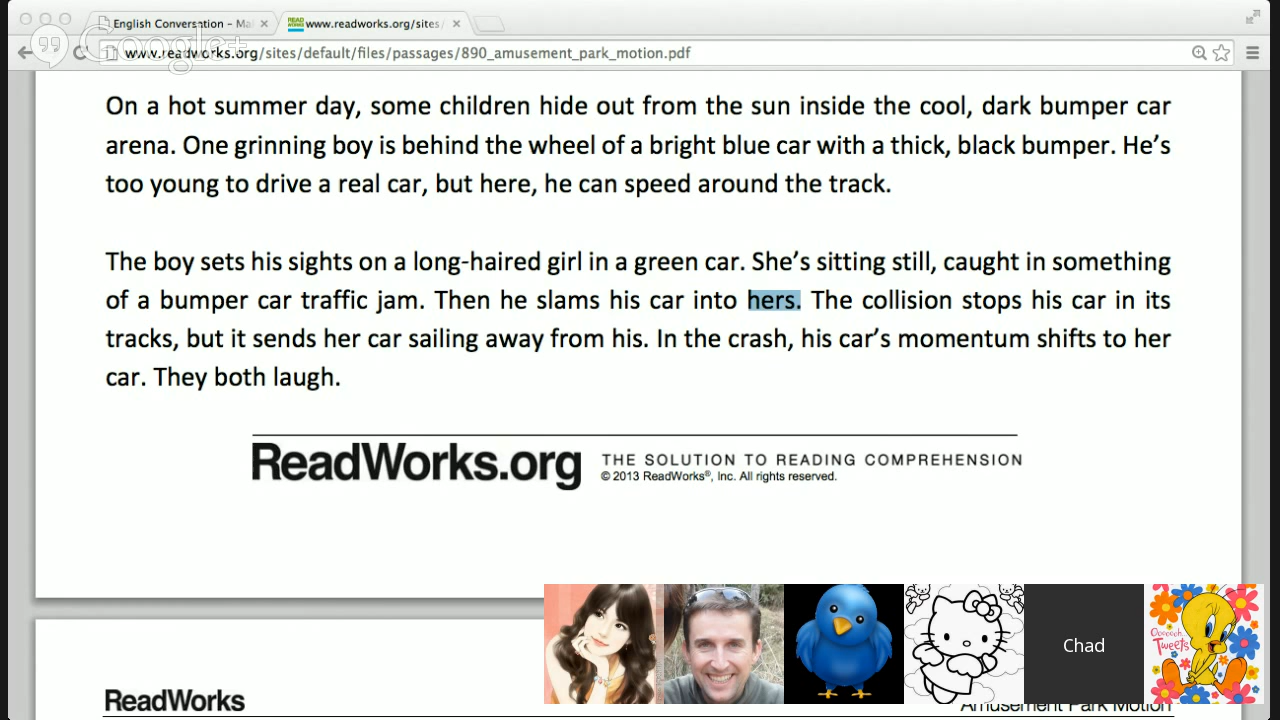 English Conversation – Ma
www.readworks.org/sites/
Google+
www.readworks.org/sites/default/files/passages/890_amusement_park_motion.pdf
On a hot summer day, some children hide out from the sun inside the cool, dark bumper car
arena. One grinning boy is behind the wheel of a bright blue car with a thick, black bumper. He’s
too young to drive a real car, but here, he can speed around the track.
The boy sets his sights on a long-haired girl in a green car. She’s sitting still, caught in something
of a bumper car traffic jam. Then he slams his car into hers. The collision stops his car in its
tracks, but it sends her car sailing away from his. In the crash, his car’s momentum shifts to her
car. They both laugh.
ReadWorks.org
THE SOLUTION TO READING COMPREHENSION
© 2013 ReadWorks®, Inc. All rights reserved.
Chad
Ooooooh
Tweets
ReadWorks
Amusement Park Motion